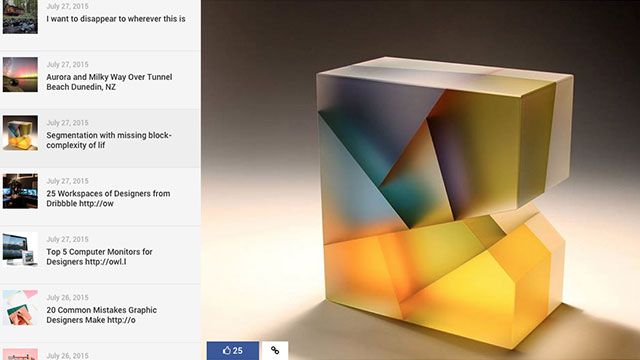 July 27, 2015
I want to disappear to wherever this is
July 27, 2015
Aurora and Milky Way Over Tunnel
Beach Dunedin, NZ
July 27, 2015
Segmentation with missing block-
complexity of lif
July 27, 2015
25 Workspaces of Designers from
Dribbble http://ow
July 27, 2015
Top 5 Computer Monitors for
Designers http://owl.l
July 26, 2015
20 Common Mistakes Graphic
Designers Make http://o
July 26, 2015
25